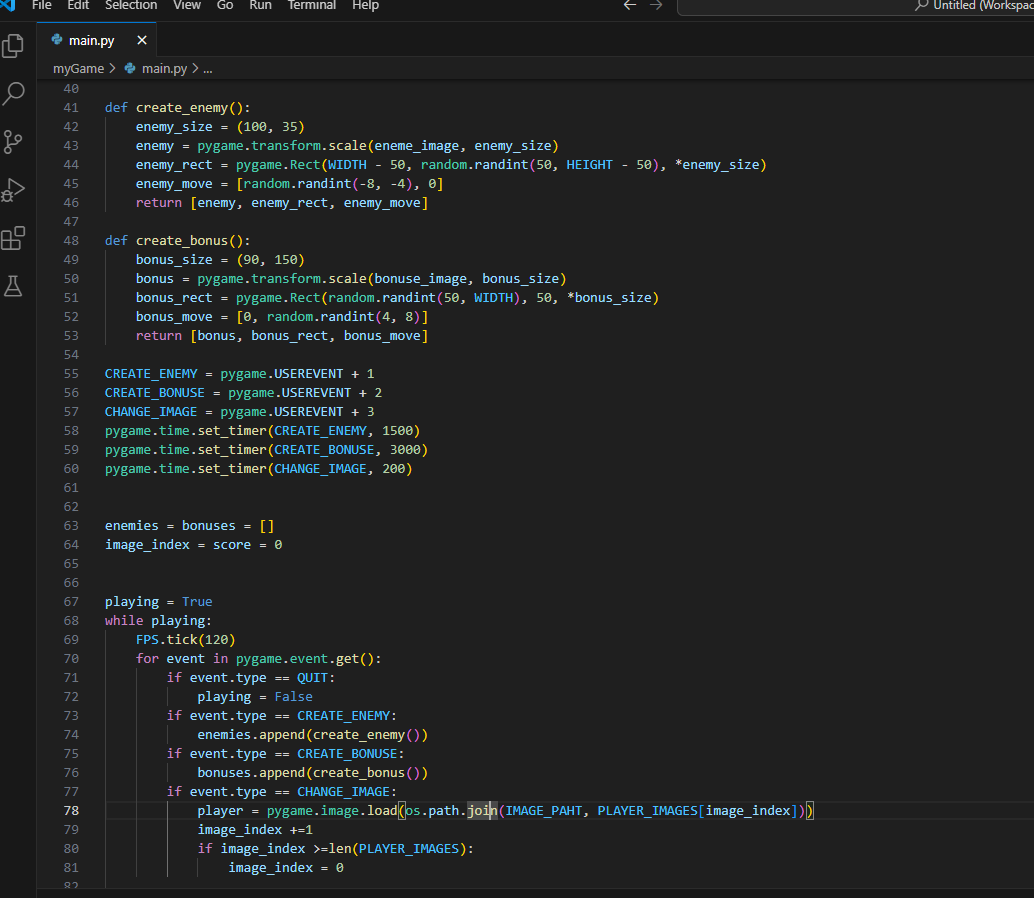 File Edit Selection View Go Run Terminal Help ← → Untitled (Workspac
main.py ×
myGame > main.py > ...
40
41 def create_enemy():
42     enemy_size = (100, 35)
43     enemy = pygame.transform.scale(eneme_image, enemy_size)
44     enemy_rect = pygame.Rect(WIDTH - 50, random.randint(50, HEIGHT - 50), *enemy_size)
45     enemy_move = [random.randint(-8, -4), 0]
46     return [enemy, enemy_rect, enemy_move]
47
48 def create_bonus():
49     bonus_size = (90, 150)
50     bonus = pygame.transform.scale(bonuse_image, bonus_size)
51     bonus_rect = pygame.Rect(random.randint(50, WIDTH), 50, *bonus_size)
52     bonus_move = [0, random.randint(4, 8)]
53     return [bonus, bonus_rect, bonus_move]
54
55 CREATE_ENEMY = pygame.USEREVENT + 1
56 CREATE_BONUSE = pygame.USEREVENT + 2
57 CHANGE_IMAGE = pygame.USEREVENT + 3
58 pygame.time.set_timer(CREATE_ENEMY, 1500)
59 pygame.time.set_timer(CREATE_BONUSE, 3000)
60 pygame.time.set_timer(CHANGE_IMAGE, 200)
61
62
63 enemies = bonuses = []
64 image_index = score = 0
65
66
67 playing = True
68 while playing:
69     FPS.tick(120)
70     for event in pygame.event.get():
71         if event.type == QUIT:
72             playing = False
73         if event.type == CREATE_ENEMY:
74             enemies.append(create_enemy())
75         if event.type == CREATE_BONUSE:
76             bonuses.append(create_bonus())
77         if event.type == CHANGE_IMAGE:
78             player = pygame.image.load(os.path.join(IMAGE_PAHT, PLAYER_IMAGES[image_index]))
79             image_index +=1
80             if image_index >=len(PLAYER_IMAGES):
81                 image_index = 0
82